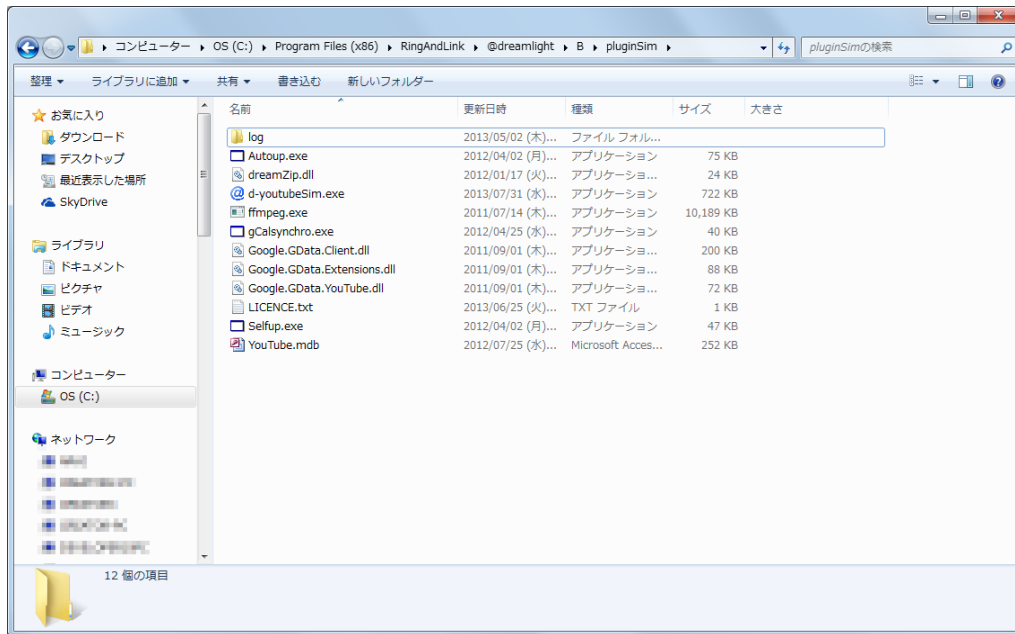 コンピューター OS (C:) Program Files (x86) RingAndLink @dreamlight B pluginSim pluginSimの検索
整理 ライブラリに追加 共有 書き込む 新しいフォルダー
お気に入り
ダウンロード
デスクトップ
最近表示した場所
SkyDrive
ライブラリ
ドキュメント
ピクチャ
ビデオ
ミュージック
コンピューター
OS (C:)
ネットワーク
名前 更新日時 種類 サイズ 大きさ
log 2013/05/02 (木)... ファイル フォル...
Autoup.exe 2012/04/02 (月)... アプリケーション 75 KB
dreamZip.dll 2012/01/17 (火)... アプリケーショ... 24 KB
d-youtubeSim.exe 2013/07/31 (水)... アプリケーション 722 KB
ffmpeg.exe 2011/07/14 (木)... アプリケーション 10,189 KB
gCalsynchro.exe 2012/04/25 (水)... アプリケーション 40 KB
Google.GData.Client.dll 2011/09/01 (木)... アプリケーショ... 200 KB
Google.GData.Extensions.dll 2011/09/01 (木)... アプリケーショ... 88 KB
Google.GData.YouTube.dll 2011/09/01 (木)... アプリケーショ... 72 KB
LICENCE.txt 2013/06/25 (火)... TXT ファイル 1 KB
Selfup.exe 2012/04/02 (月)... アプリケーション 47 KB
YouTube.mdb 2012/07/25 (水)... Microsoft Acces... 252 KB
12 個の項目